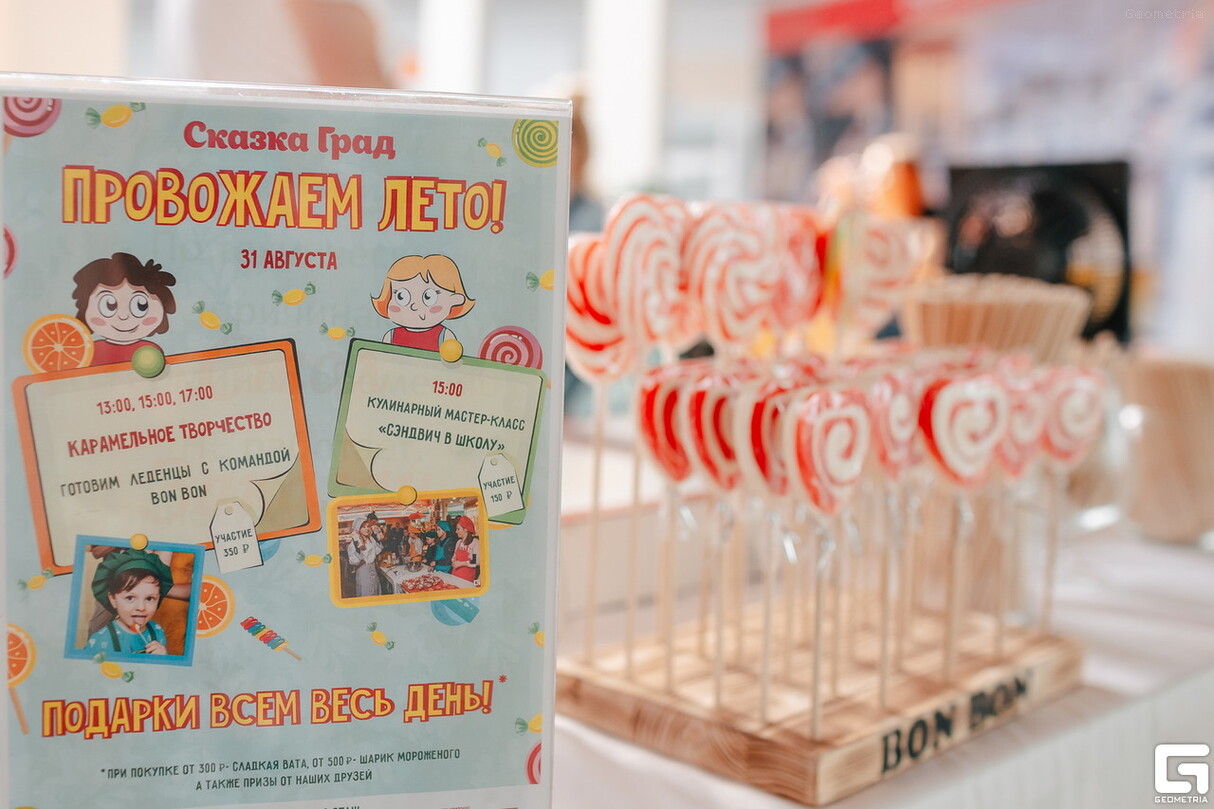 Geometria
Сказка Град
ПРОВОЖАЕМ ЛЕТО!
31 АВГУСТА
13:00, 15:00, 17:00
КАРАМЕЛЬНОЕ ТВОРЧЕСТВО
ГОТОВИМ ЛЕДЕНЦЫ С КОМАНДОЙ
BON BON
УЧАСТИЕ
350 ₽
15:00
КУЛИНАРНЫЙ МАСТЕР-КЛАСС
«СЭНДВИЧ В ШКОЛУ»
УЧАСТИЕ
150 ₽
ПОДАРКИ ВСЕМ ВЕСЬ ДЕНЬ!*
*ПРИ ПОКУПКЕ ОТ 300 ₽- СЛАДКАЯ ВАТА, ОТ 500 ₽- ШАРИК МОРОЖЕНОГО
А ТАКЖЕ ПРИЗЫ ОТ НАШИХ ДРУЗЕЙ
BON BON
GEOMETRIA